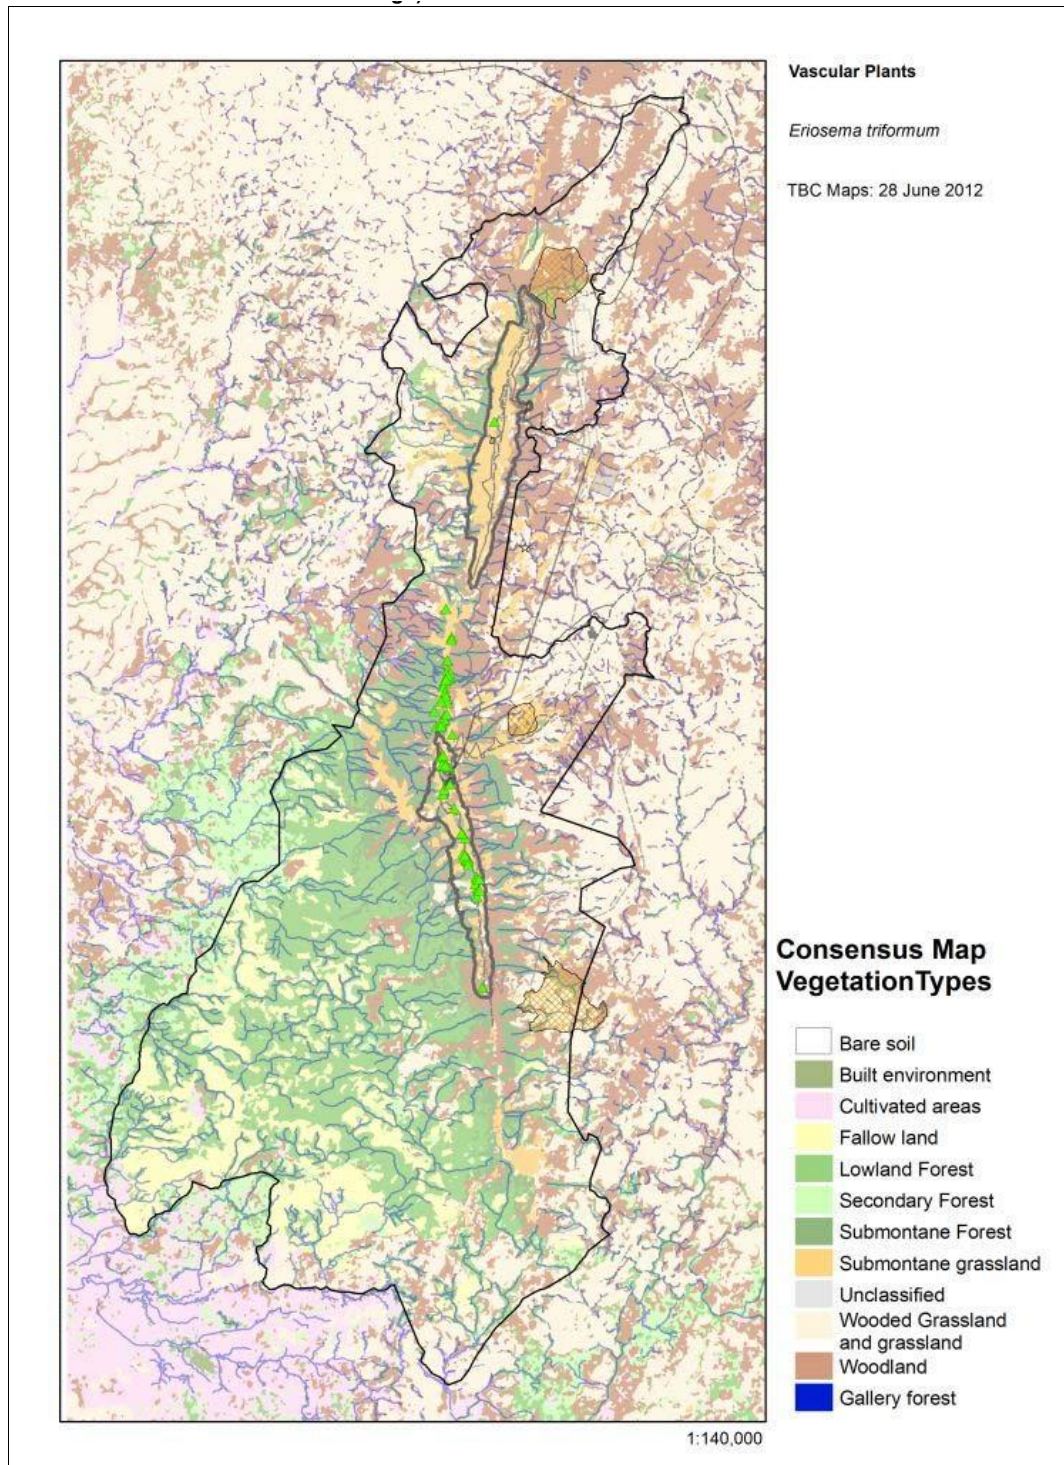 Vascular Plants
Eriosema triformum
TBC Maps: 28 June 2012
Consensus Map
VegetationTypes
Bare soil
Built environment
Cultivated areas
Fallow land
Lowland Forest
Secondary Forest
Submontane Forest
Submontane grassland
Unclassified
Wooded Grassland
and grassland
Woodland
Gallery forest
1:140,000